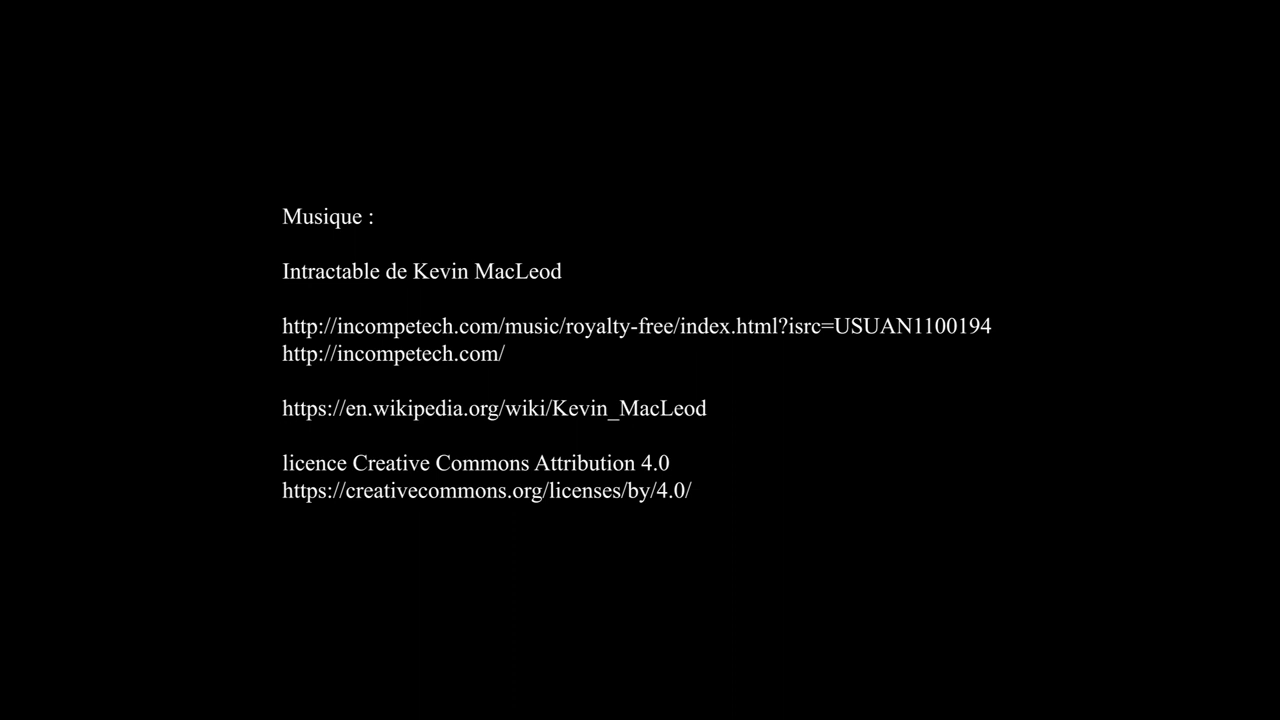 Musique :
Intractable de Kevin MacLeod
http://incompetech.com/music/royalty-free/index.html?isrc=USUAN1100194
http://incompetech.com/
https://en.wikipedia.org/wiki/Kevin_MacLeod
licence Creative Commons Attribution 4.0
https://creativecommons.org/licenses/by/4.0/